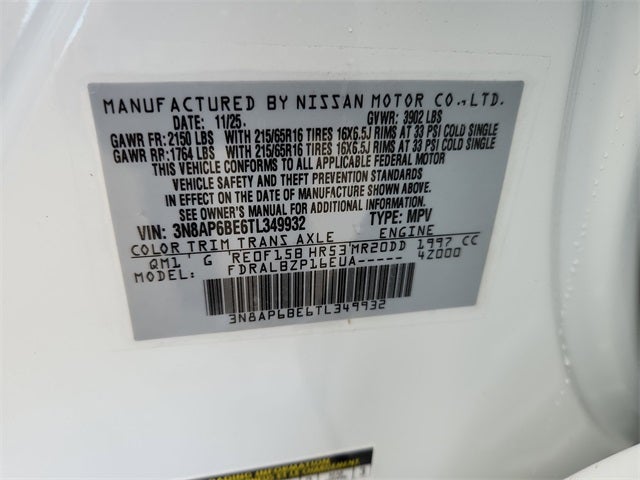 MANUFACTURED BY NISSAN MOTOR CO., LTD.
DATE: 11/25. GVWR: 3902 LBS
GAWR FR: 2150 LBS WITH 215/65R16 TIRES 16X6.5J RIMS AT 33 PSI COLD SINGLE
GAWR RR: 1764 LBS WITH 215/65R16 TIRES 16X6.5J RIMS AT 33 PSI COLD SINGLE
THIS VEHICLE CONFORMS TO ALL APPLICABLE FEDERAL MOTOR
VEHICLE SAFETY AND THEFT PREVENTION STANDARDS
IN EFFECT ON THE DATE OF MANUFACTURE SHOWN ABOVE.
SEE OWNER'S MANUAL FOR ADDITIONAL INFORMATION.
VIN: 3N8AP6BE6TL349932 TYPE: MPV
COLOR TRIM TRANS AXLE ENGINE
QM1 G RE0F15B HR53 MR20DD 1997 CC
MODEL: FDRALBZP16EUA----- 4Z000
3N8AP6BE6TL349932
LOADING INFORMATION